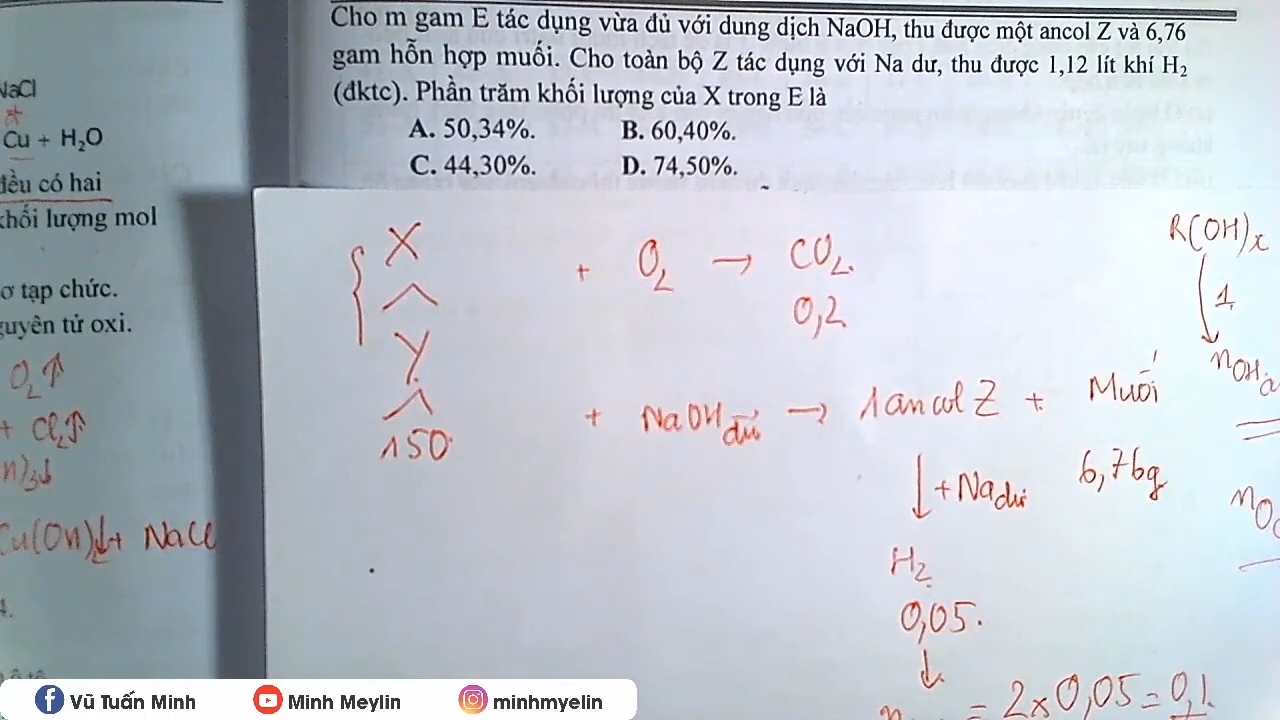 Cho m gam E tác dụng vừa đủ với dung dịch NaOH, thu được một ancol Z và 6,76
gam hỗn hợp muối. Cho toàn bộ Z tác dụng với Na dư, thu được 1,12 lít khí H₂
(đktc). Phần trăm khối lượng của X trong E là
A. 50,34%. B. 60,40%.
C. 44,30%. D. 74,50%.
NaCl
Cu + H₂O
đều có hai
khối lượng mol
ơ tạp chức.
guyên tử oxi.
O₂↑
+ Cl₂↑
Cu(OH)₂↓ + NaCl
X + O₂ → CO₂
0,2
Y
150
+ NaOH đủ → 1 ancol Z + Muối
6,76g
↓ + Na dư
H₂
0,05.
↓
= 2x0,05 = 0,1
R(OH)x
1
nOH
Vũ Tuấn Minh
Minh Meylin
minhmyelin